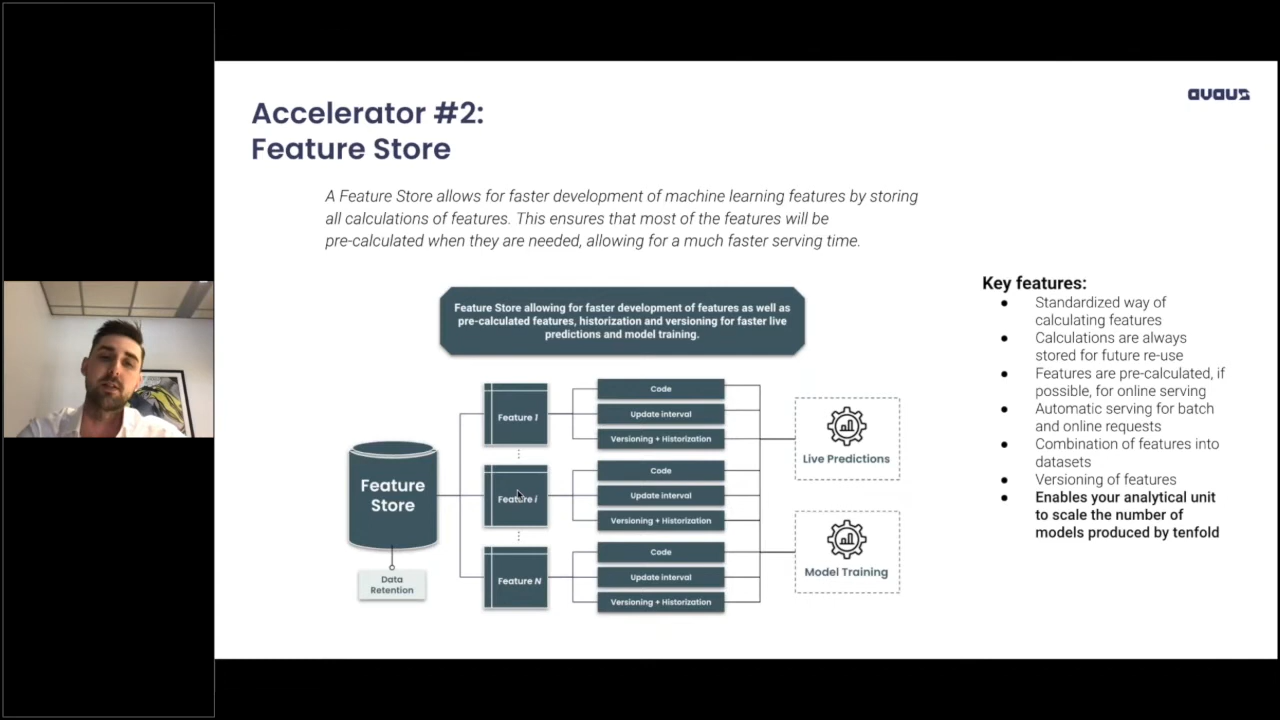 avaus
Accelerator #2:
Feature Store
A Feature Store allows for faster development of machine learning features by storing
all calculations of features. This ensures that most of the features will be
pre-calculated when they are needed, allowing for a much faster serving time.
Feature Store allowing for faster development of features as well as
pre-calculated features, historization and versioning for faster live
predictions and model training.
Feature
Store
Data
Retention
Feature 1
Code
Update interval
Versioning + Historization
Feature i
Code
Update interval
Versioning + Historization
Feature N
Code
Update interval
Versioning + Historization
Live Predictions
Model Training
Key features:
● Standardized way of
calculating features
● Calculations are always
stored for future re-use
● Features are pre-calculated, if
possible, for online serving
● Automatic serving for batch
and online requests
● Combination of features into
datasets
● Versioning of features
● Enables your analytical unit
to scale the number of
models produced by tenfold